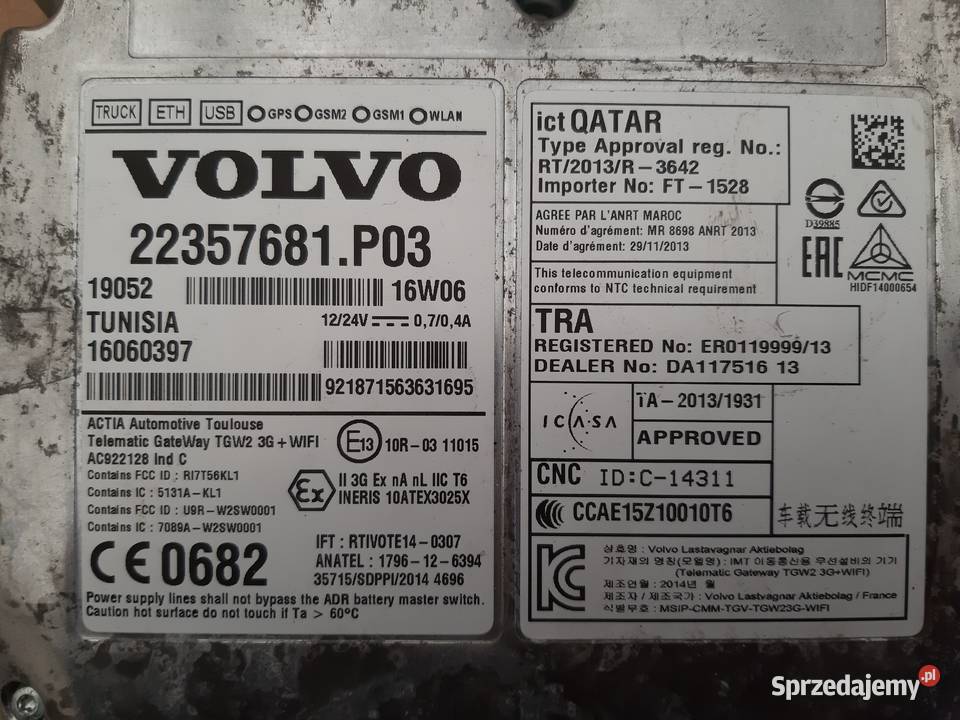 TRUCK ETH USB GPS GSM2 GSM1 WLAN
VOLVO
22357681.P03
19052 16W06
TUNISIA 12/24V 0,7/0,4A
16060397
921871563631695
ACTIA Automotive Toulouse
Telematic GateWay TGW2 3G+WIFI
AC922128 Ind C
E13 10R-03 11015
Contains FCC ID : RI7T56KL1
Contains IC : 5131A-KL1
Contains FCC ID : U9R-W2SW0001
Contains IC : 7089A-W2SW0001
Ex II 3G Ex nA nL IIC T6
INERIS 10ATEX3025X
CE 0682
IFT : RTIVOTE14-0307
ANATEL : 1796-12-6394
35715/SDPPI/2014 4696
Power supply lines shall not bypass the ADR battery master switch.
Caution hot surface do not touch if Ta > 60°C
ict QATAR
Type Approval reg. No.:
RT/2013/R-3642
Importer No: FT-1528
AGREE PAR L'ANRT MAROC
Numéro d'agrément: MR 8698 ANRT 2013
Date d'agrément: 29/11/2013
D39885
EAC
MCMC
HIDF14000654
This telecommunication equipment
conforms to NTC technical requirement
TRA
REGISTERED No: ER0119999/13
DEALER No: DA117516 13
ICASA
TA-2013/1931
APPROVED
CNC ID:C-14311
CCAE15Z10010T6
车载无线终端
상호명 : Volvo Lastavagnar Aktiebolag
기자재의 명칭 : IMT 이동통신용 무선설비의 기기
(Telematic Gateway TGW2 3G+WIFI)
제조연월 : 2014년 월
제조자 / 제조국가 : Volvo Lastvagnar Aktiebolag / France
식별부호 : MSIP-CMM-TGV-TGW23G-WIFI
Sprzedajemy.pl